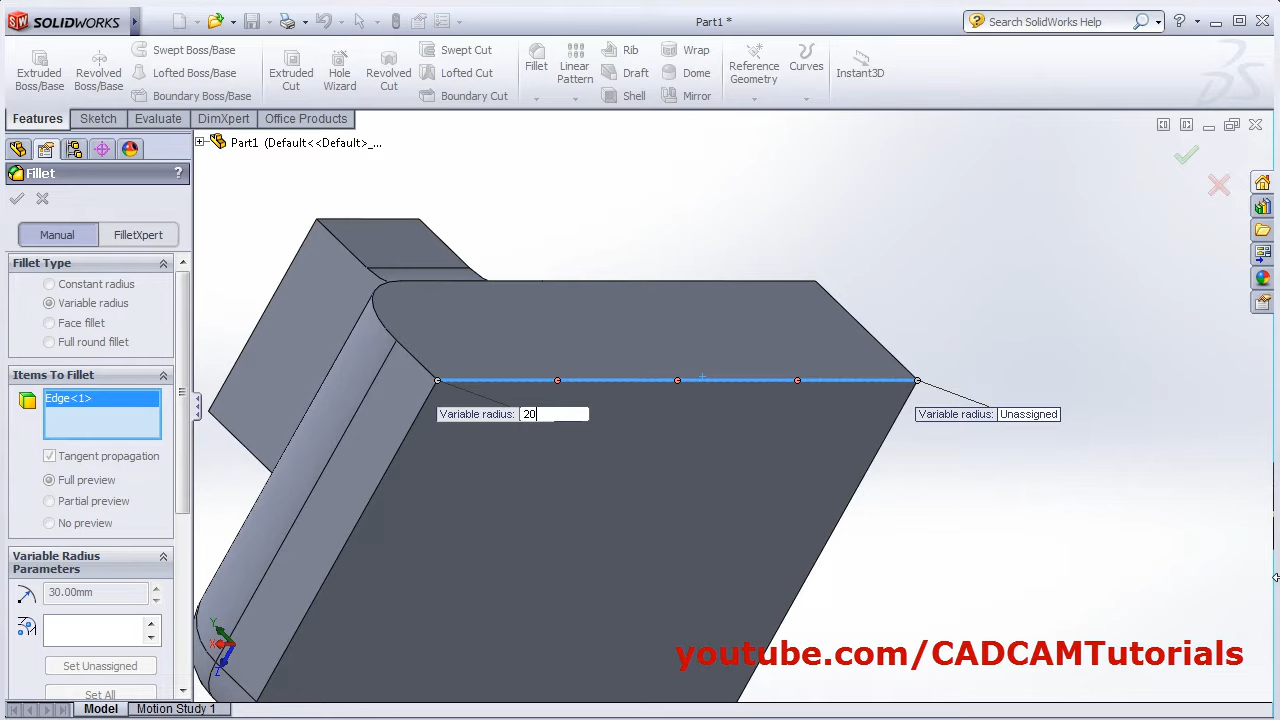 SOLIDWORKS
Part1 *
Search SolidWorks Help
Extruded Boss/Base
Revolved Boss/Base
Swept Boss/Base
Lofted Boss/Base
Boundary Boss/Base
Extruded Cut
Hole Wizard
Revolved Cut
Swept Cut
Lofted Cut
Boundary Cut
Fillet
Linear Pattern
Rib
Draft
Shell
Wrap
Dome
Mirror
Reference Geometry
Curves
Instant3D
Features
Sketch
Evaluate
DimXpert
Office Products
Part1 (Default<<Default>_...
Fillet
?
Manual
FilletXpert
Fillet Type
Constant radius
Variable radius
Face fillet
Full round fillet
Items To Fillet
Edge<1>
Tangent propagation
Full preview
Partial preview
No preview
Variable Radius
Parameters
30.00mm
Set Unassigned
Set All
Variable radius: 20
Variable radius: Unassigned
Y
X
Z
youtube.com/CADCAMTutorials
Model
Motion Study 1